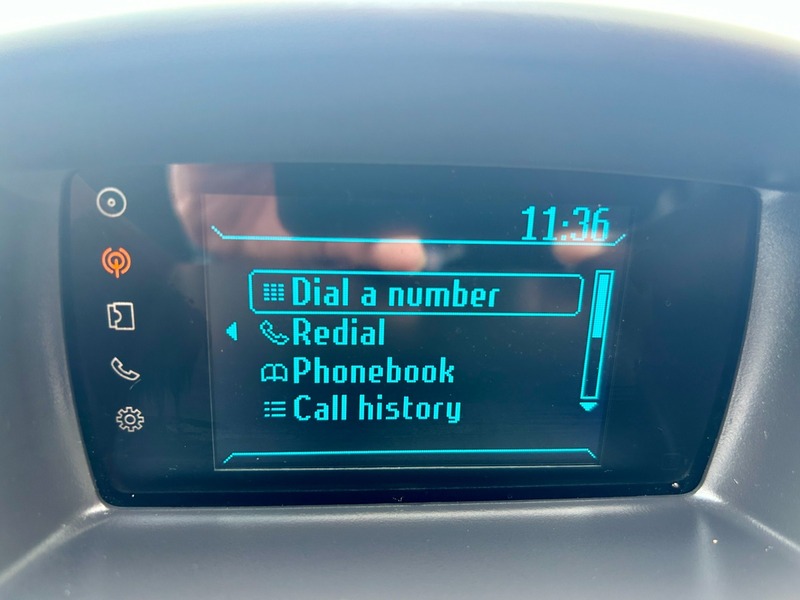 11:36
Dial a number
Redial
Phonebook
Call history